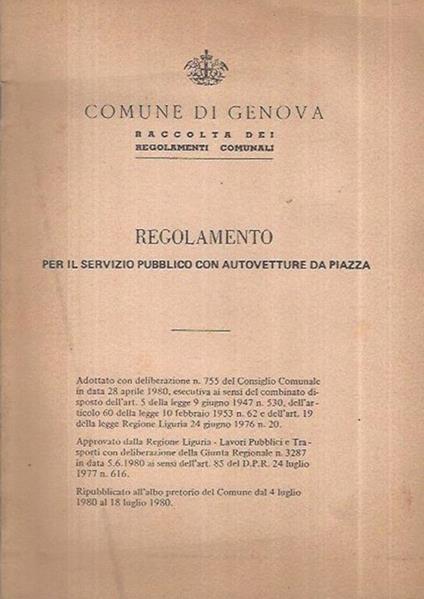 COMUNE DI GENOVA
RACCOLTA DEI
REGOLAMENTI COMUNALI
REGOLAMENTO
PER IL SERVIZIO PUBBLICO CON AUTOVETTURE DA PIAZZA
Adottato con deliberazione n. 755 del Consiglio Comunale
in data 28 aprile 1980, esecutiva ai sensi del combinato di-
sposto dell'art. 5 della legge 9 giugno 1947 n. 530, dell'ar-
ticolo 60 della legge 10 febbraio 1953 n. 62 e dell'art. 19
della legge Regione Liguria 24 giugno 1976 n. 20.
Approvato dalla Regione Liguria - Lavori Pubblici e Tra-
sporti con deliberazione della Giunta Regionale n. 3287
in data 5.6.1980 ai sensi dell'art. 85 del D.P.R. 24 luglio
1977 n. 616.
Ripubblicato all'albo pretorio del Comune dal 4 luglio
1980 al 18 luglio 1980.